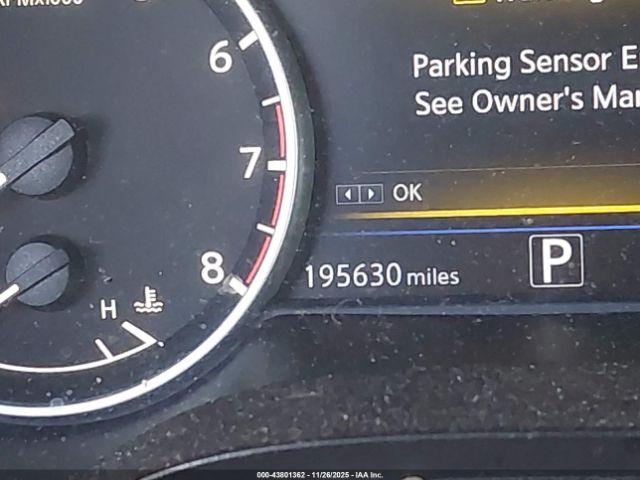 6
Parking Sensor E
See Owner's Ma
7
OK
8
195630 miles
P
H
000-43801362 - 11/26/2025 - IAA Inc.